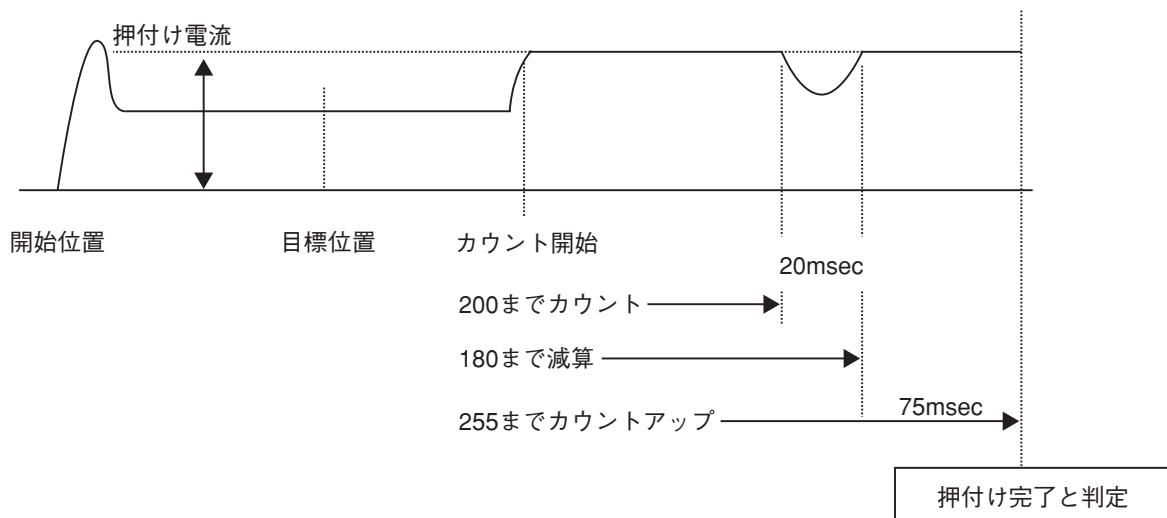 押付け電流
開始位置
目標位置
カウント開始
20msec
200までカウント
180まで減算
75msec
255までカウントアップ
押付け完了と判定